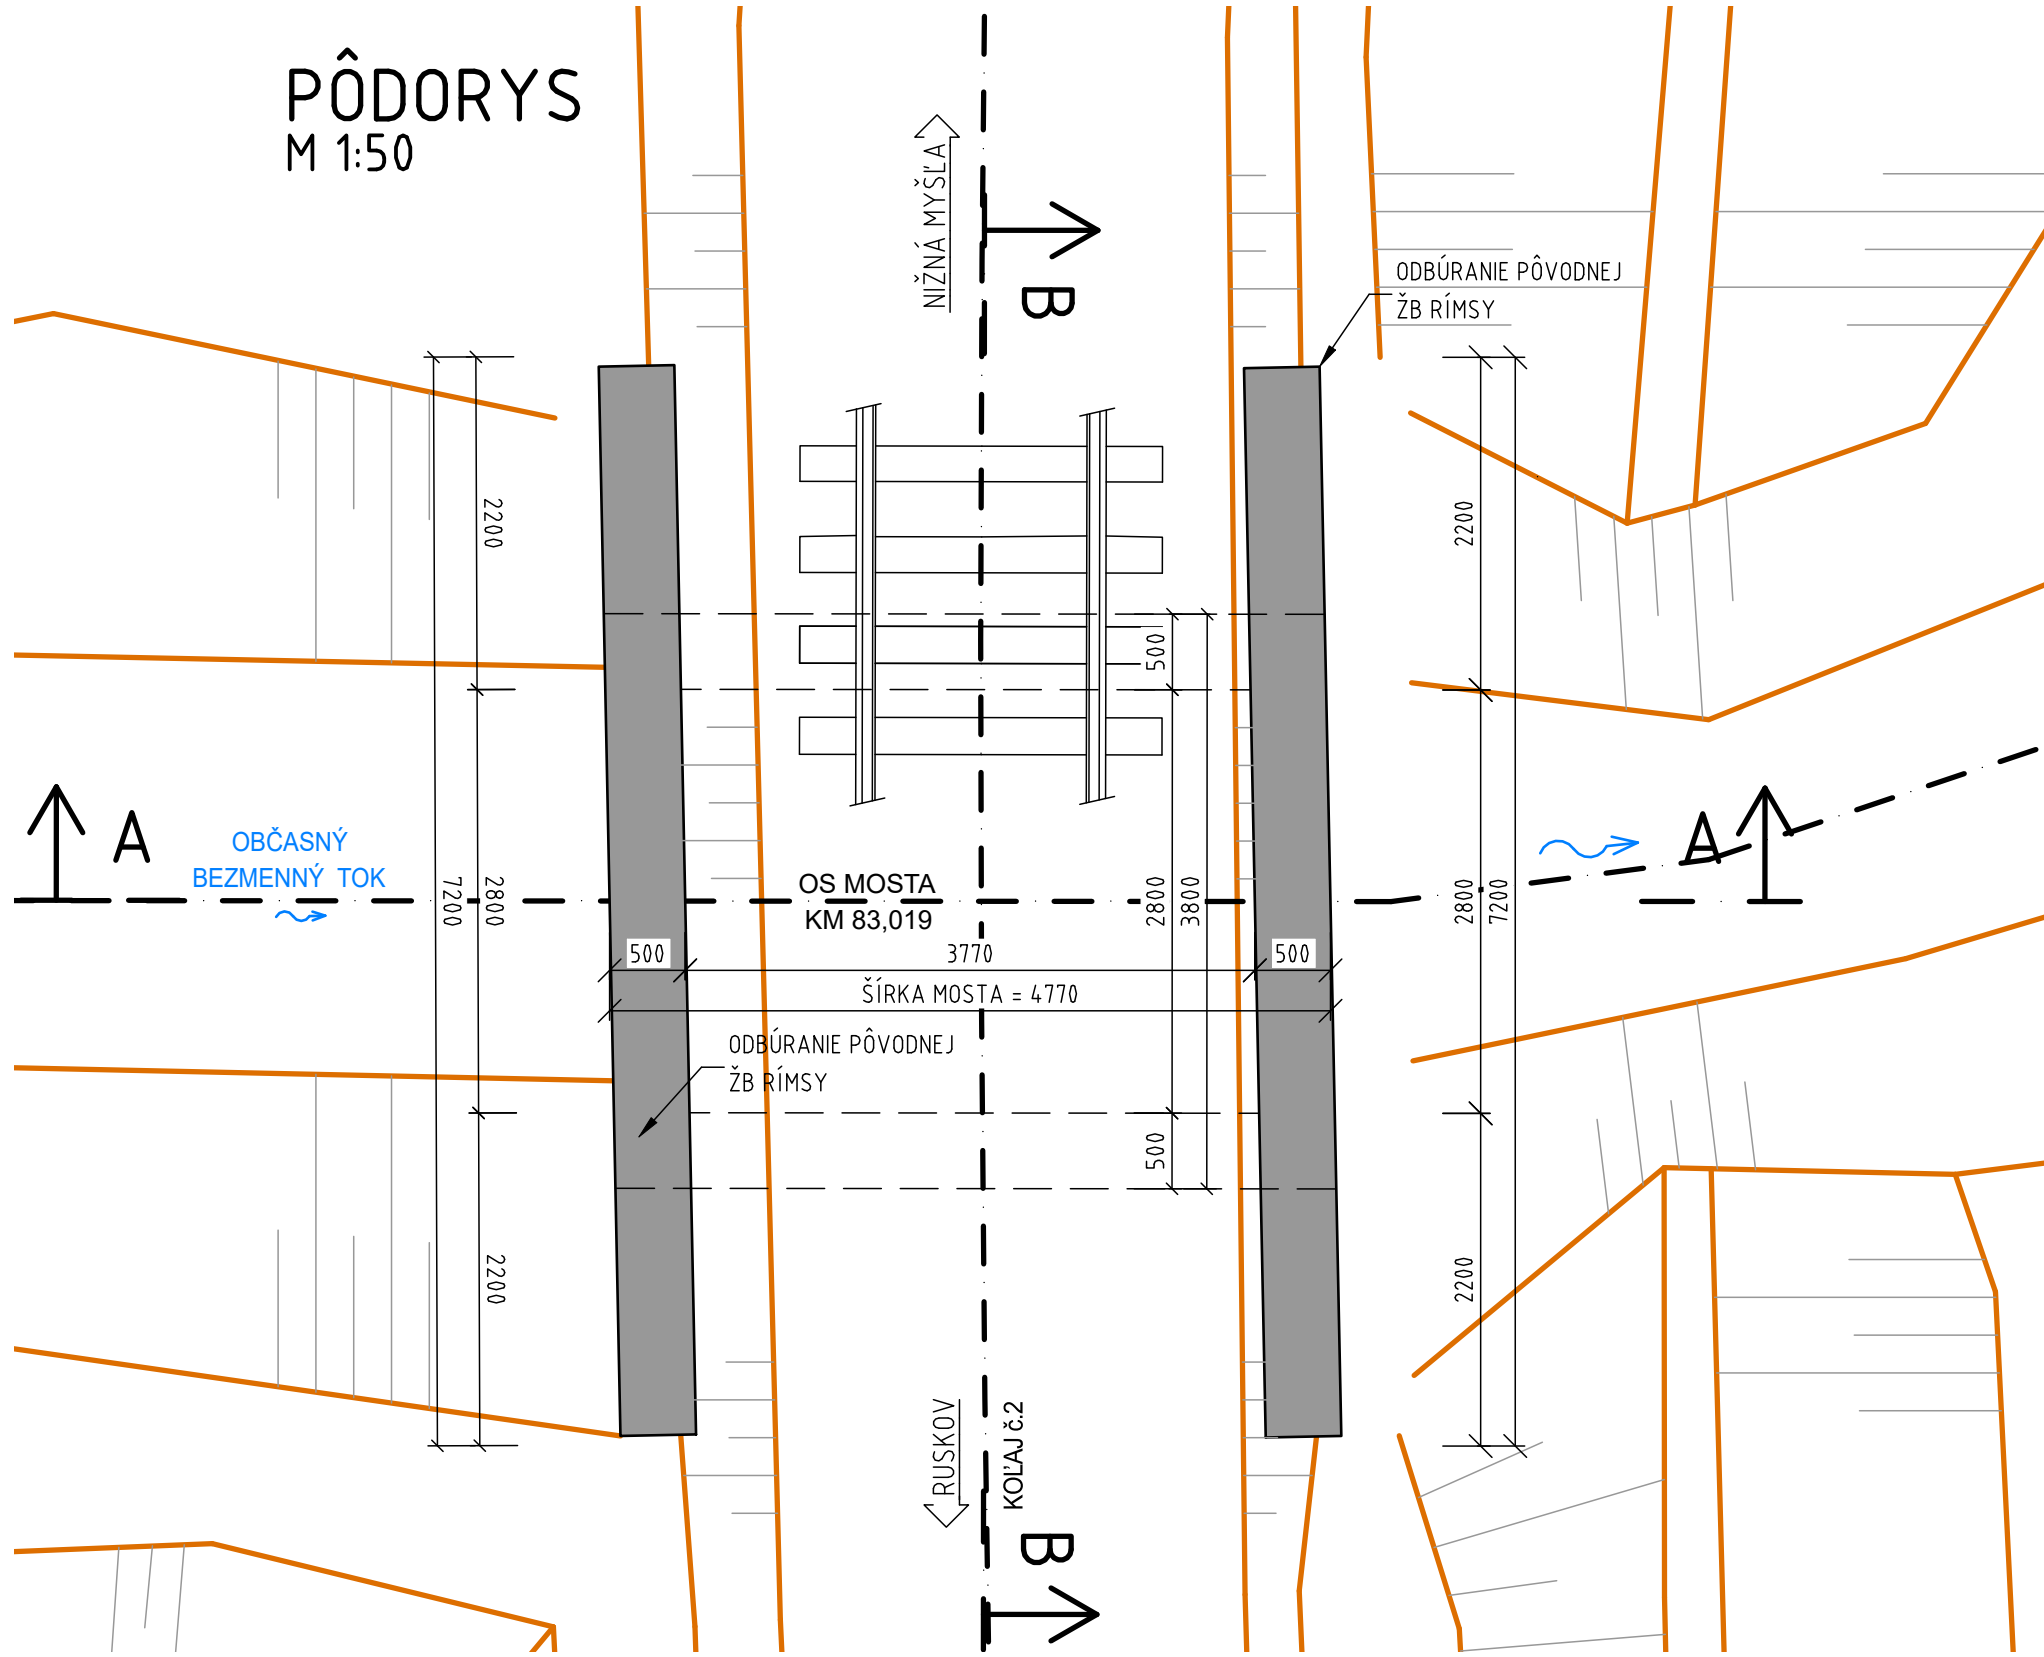 PÔDORYS
M 1:50
NIŽNÁ MYŠĽA
B
ODBÚRANIE PÔVODNEJ
ŽB RÍMSY
2200
2200
500
A
OBČASNÝ
BEZMENNÝ TOK
A
7200
2800
OS MOSTA
KM 83,019
2800
3800
2800
7200
500
3770
500
ŠÍRKA MOSTA = 4770
ODBÚRANIE PÔVODNEJ
ŽB RÍMSY
500
2200
2200
RUSKOV
KOĽAJ č.2
B